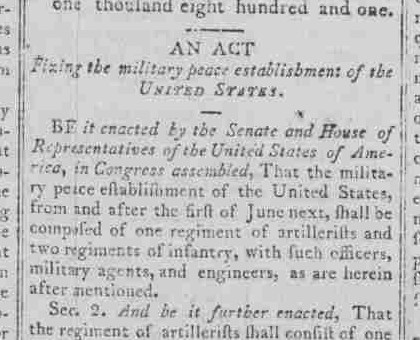 one thouſand eight hundred and one.
AN ACT
Fixing the military peace eſtabliſhment of the
UNITED STATES.
BE it enacted by the Senate and Houſe of
Repreſentatives of the United States of Ame-
rica, in Congreſs aſſembled, That the milita-
ry peace eſtabliſhment of the United States,
from and after the firſt of June next, ſhall be
compoſed of one regiment of artilleriſts and
two regiments of infantry, with ſuch officers,
military agents, and engineers, as are herein
after mentioned.
Sec. 2. And be it further enacted, That
the regiment of artilleriſts ſhall conſiſt of one